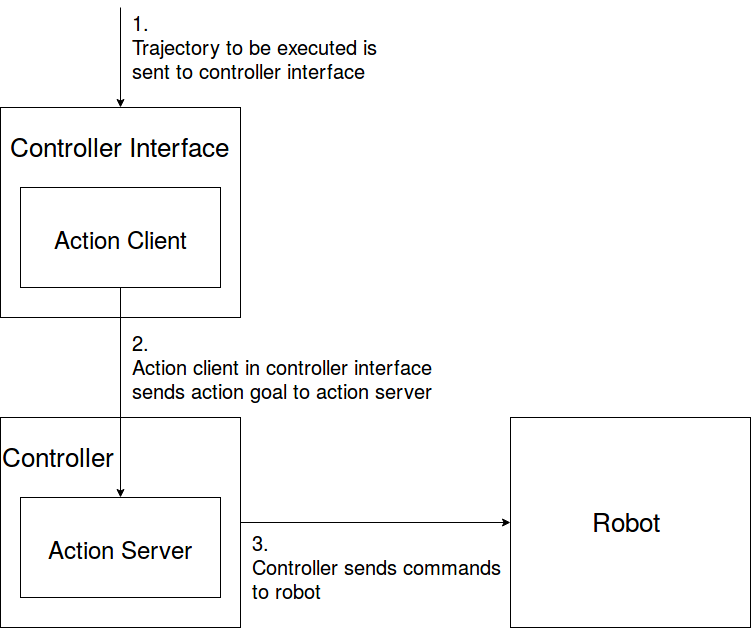 1.
Trajectory to be executed is
sent to controller interface
Controller Interface
Action Client
2.
Action client in controller interface
sends action goal to action server
Controller
Action Server
3.
Controller sends commands
to robot
Robot